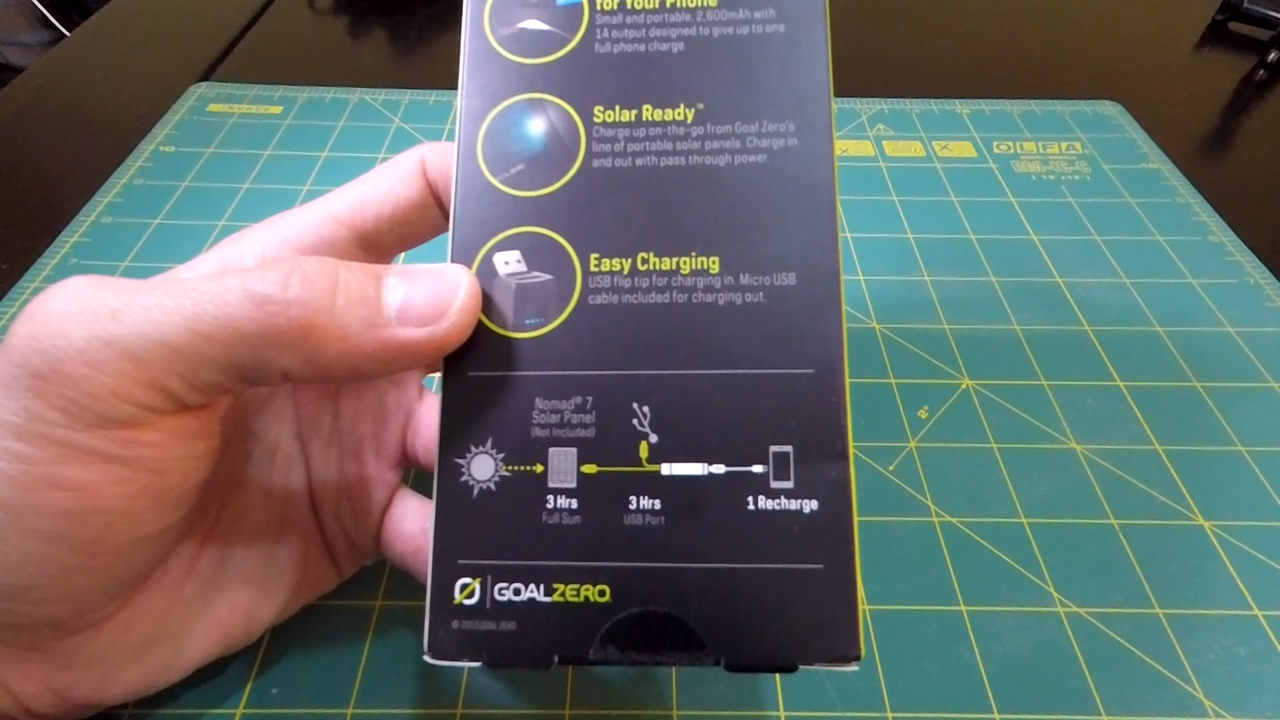 for Your Phone
Small and portable, 2,600mAh with
1A output designed to give up to one
full phone charge.
Solar Ready™
Charge up on-the-go from Goal Zero's
line of portable solar panels. Charge in
and out with pass through power.
Easy Charging
USB flip tip for charging in. Micro USB
cable included for charging out.
Nomad® 7
Solar Panel
(Not Included)
3 Hrs
Full Sun
3 Hrs
USB Port
1 Recharge
GOALZERO
OLFA
2"